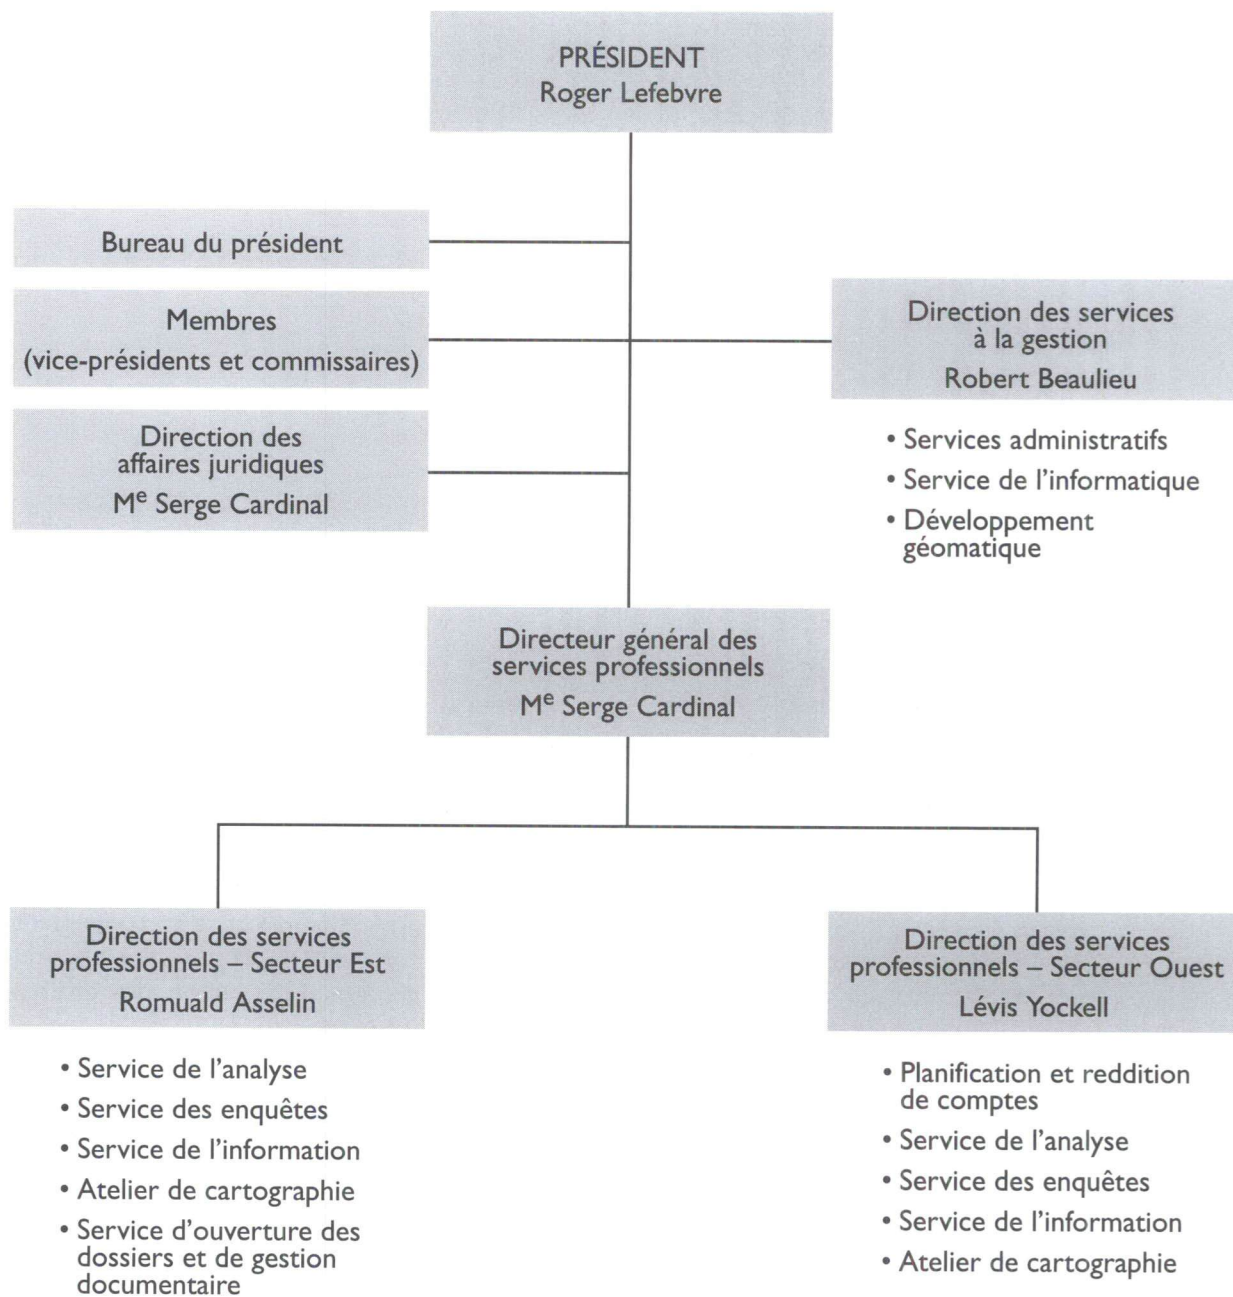 PRÉSIDENT
Roger Lefebvre
Bureau du président
Membres
(vice-présidents et commissaires)
Direction des services
à la gestion
Robert Beaulieu
Direction des
affaires juridiques
Me Serge Cardinal
• Services administratifs
• Service de l'informatique
• Développement
géomatique
Directeur général des
services professionnels
Me Serge Cardinal
Direction des services
professionnels – Secteur Est
Romuald Asselin
• Service de l'analyse
• Service des enquêtes
• Service de l'information
• Atelier de cartographie
• Service d'ouverture des
dossiers et de gestion
documentaire
Direction des services
professionnels – Secteur Ouest
Lévis Yockell
• Planification et reddition
de comptes
• Service de l'analyse
• Service des enquêtes
• Service de l'information
• Atelier de cartographie